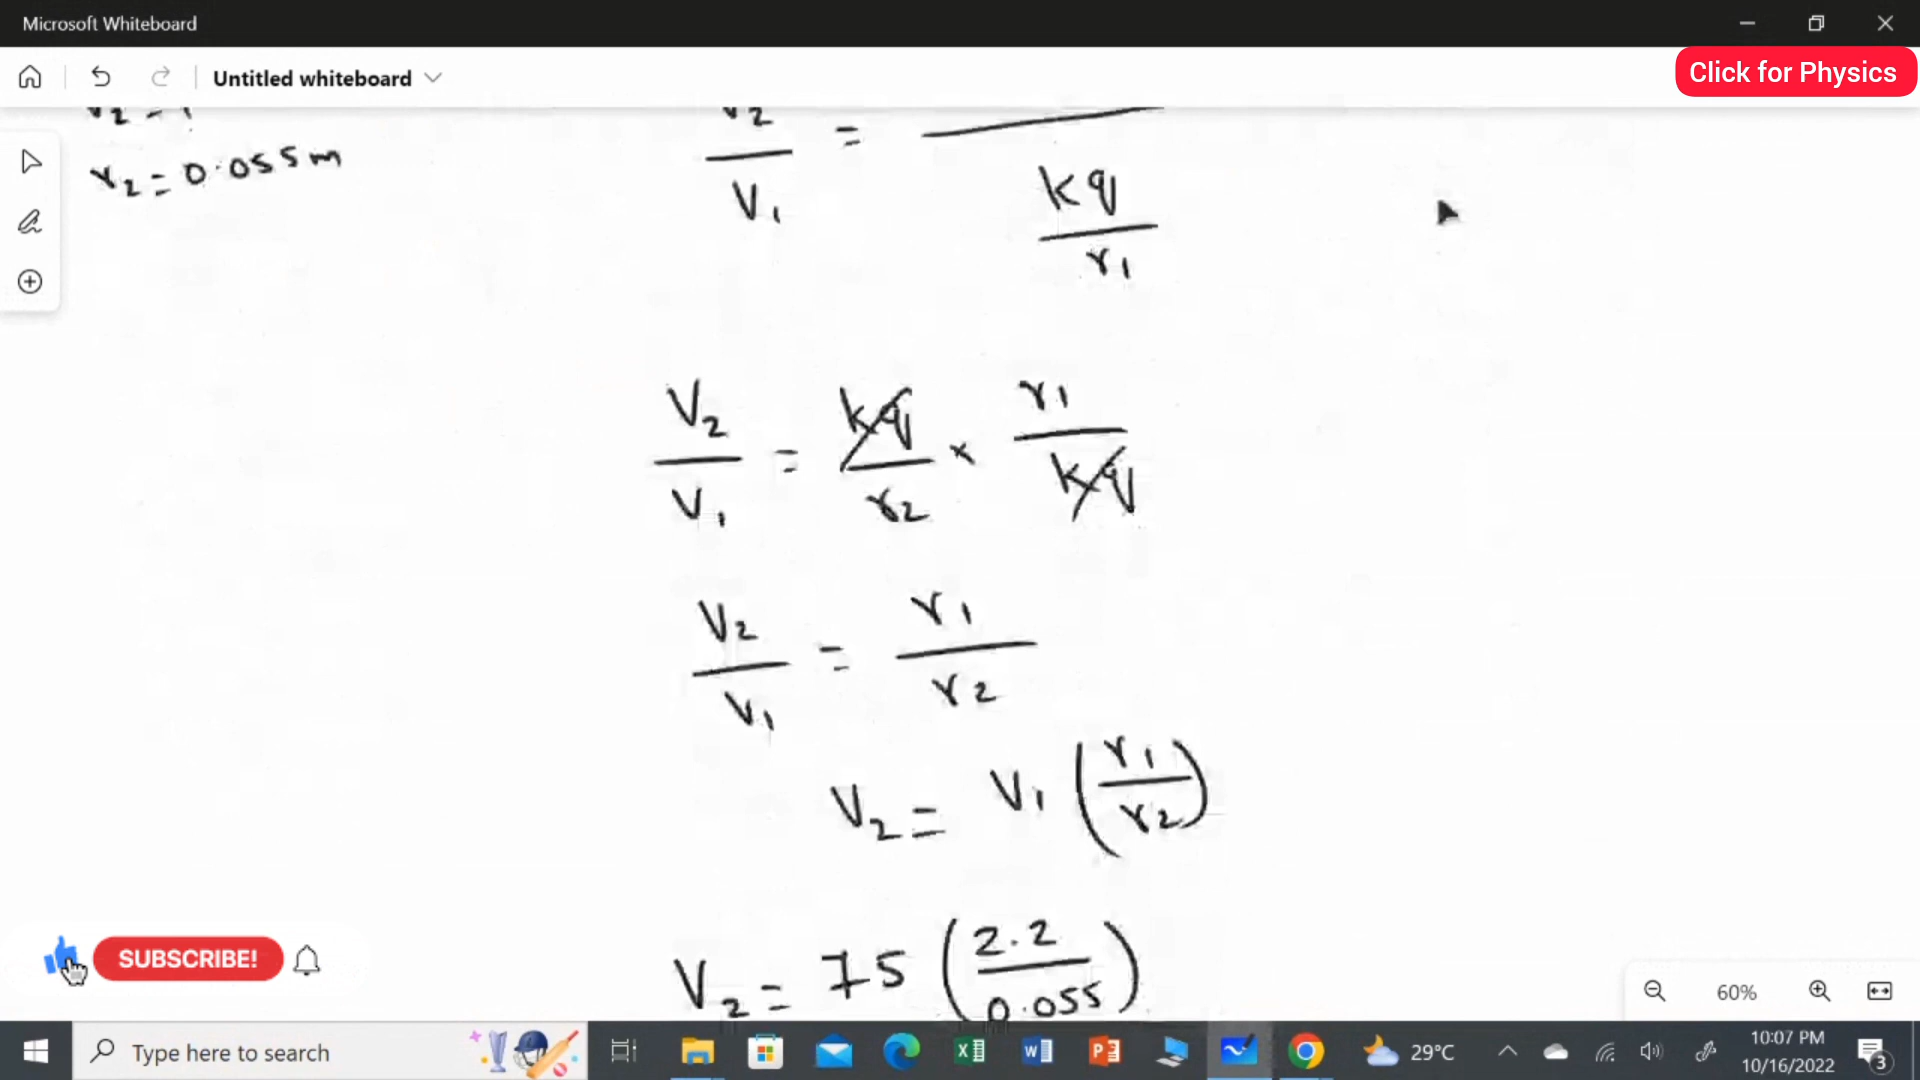 Microsoft Whiteboard
Untitled whiteboard
Click for Physics
r₂ = 0.055m
V₂/V₁ =
kq/r₁
V₂/V₁ = kq/r₂ × r₁/kq
V₂/V₁ = r₁/r₂
V₂ = V₁ (r₁/r₂)
V₂ = 75 (2.2/0.055)
SUBSCRIBE!
60%
Type here to search
29°C
10:07 PM
10/16/2022
3